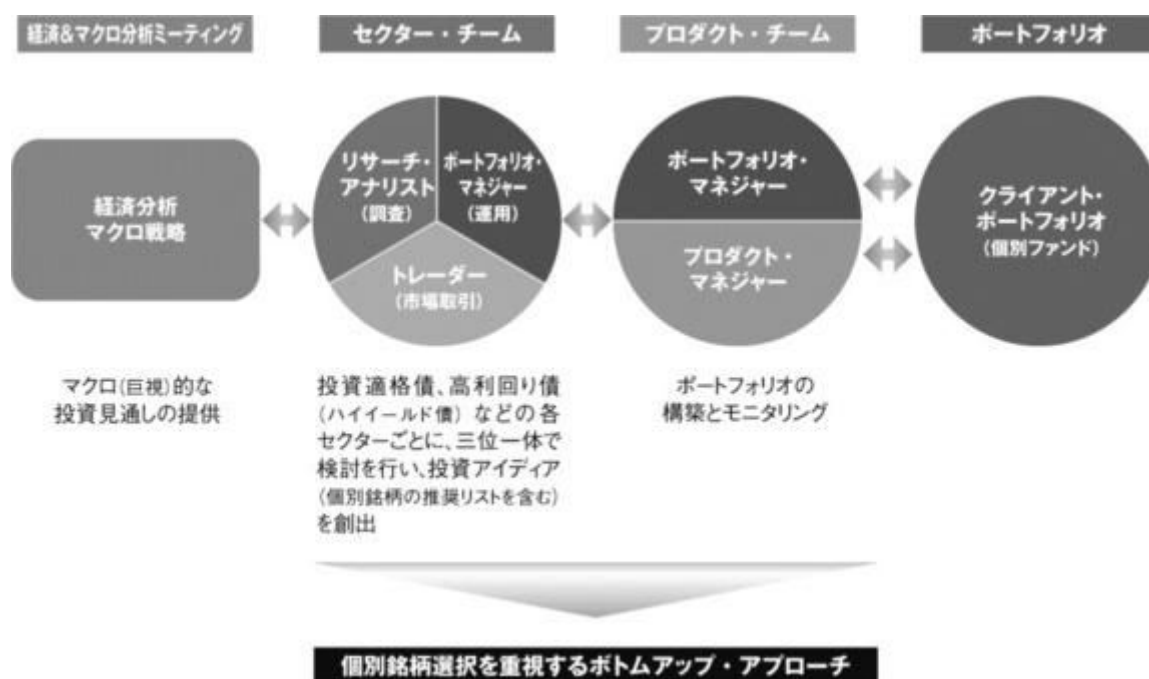 経済&マクロ分析ミーティング
セクター・チーム
プロダクト・チーム
ポートフォリオ
経済分析
マクロ戦略
リサーチ・
アナリスト
(調査)
ポートフォリオ・
マネジャー
(運用)
トレーダー
(市場取引)
ポートフォリオ・
マネジャー
プロダクト・
マネジャー
クライアント・
ポートフォリオ
(個別ファンド)
マクロ(巨視)的な
投資見通しの提供
投資適格債、高利回り債
(ハイイールド債)などの各
セクターごとに、三位一体で
検討を行い、投資アイディア
(個別銘柄の推奨リストを含む)
を創出
ポートフォリオの
構築とモニタリング
個別銘柄選択を重視するボトムアップ・アプローチ